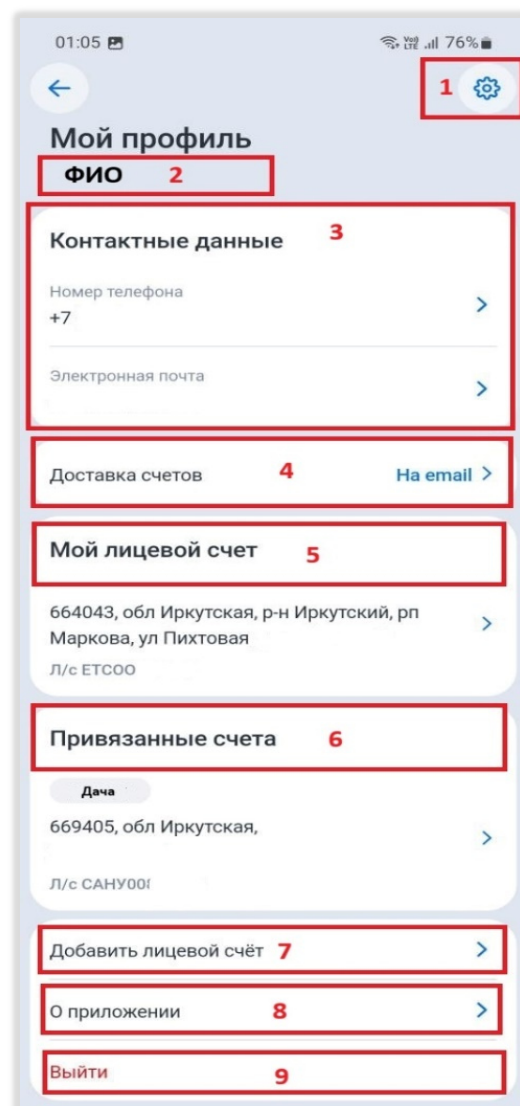 01:05 76%
1
Мой профиль
ФИО 2
Контактные данные 3
Номер телефона
+7
Электронная почта
Доставка счетов 4 На email
Мой лицевой счет 5
664043, обл Иркутская, р-н Иркутский, рп
Маркова, ул Пихтовая
Л/с ЕТСОО
Привязанные счета 6
Дача
669405, обл Иркутская,
Л/с САНУ00
Добавить лицевой счёт 7
О приложении 8
Выйти 9